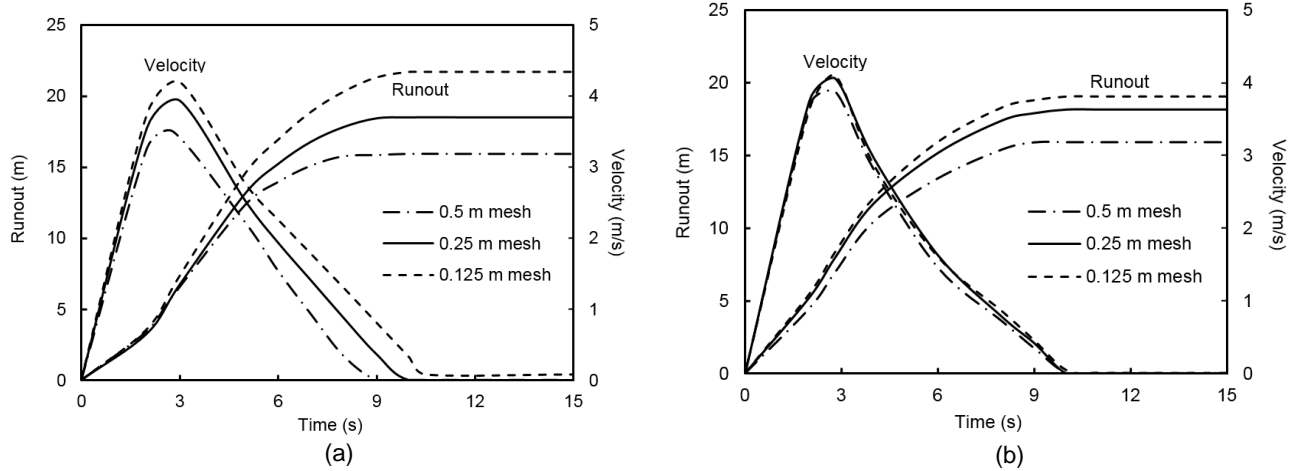 25
20
15
10
5
0
Runout (m)
Velocity
Runout
0.5 m mesh
0.25 m mesh
0.125 m mesh
5
4
3
2
1
0
Velocity (m/s)
0 3 6 9 12 15
Time (s)
(a)
25
20
15
10
5
0
Runout (m)
Velocity
Runout
0.5 m mesh
0.25 m mesh
0.125 m mesh
5
4
3
2
1
0
Velocity (m/s)
0 3 6 9 12 15
Time (s)
(b)